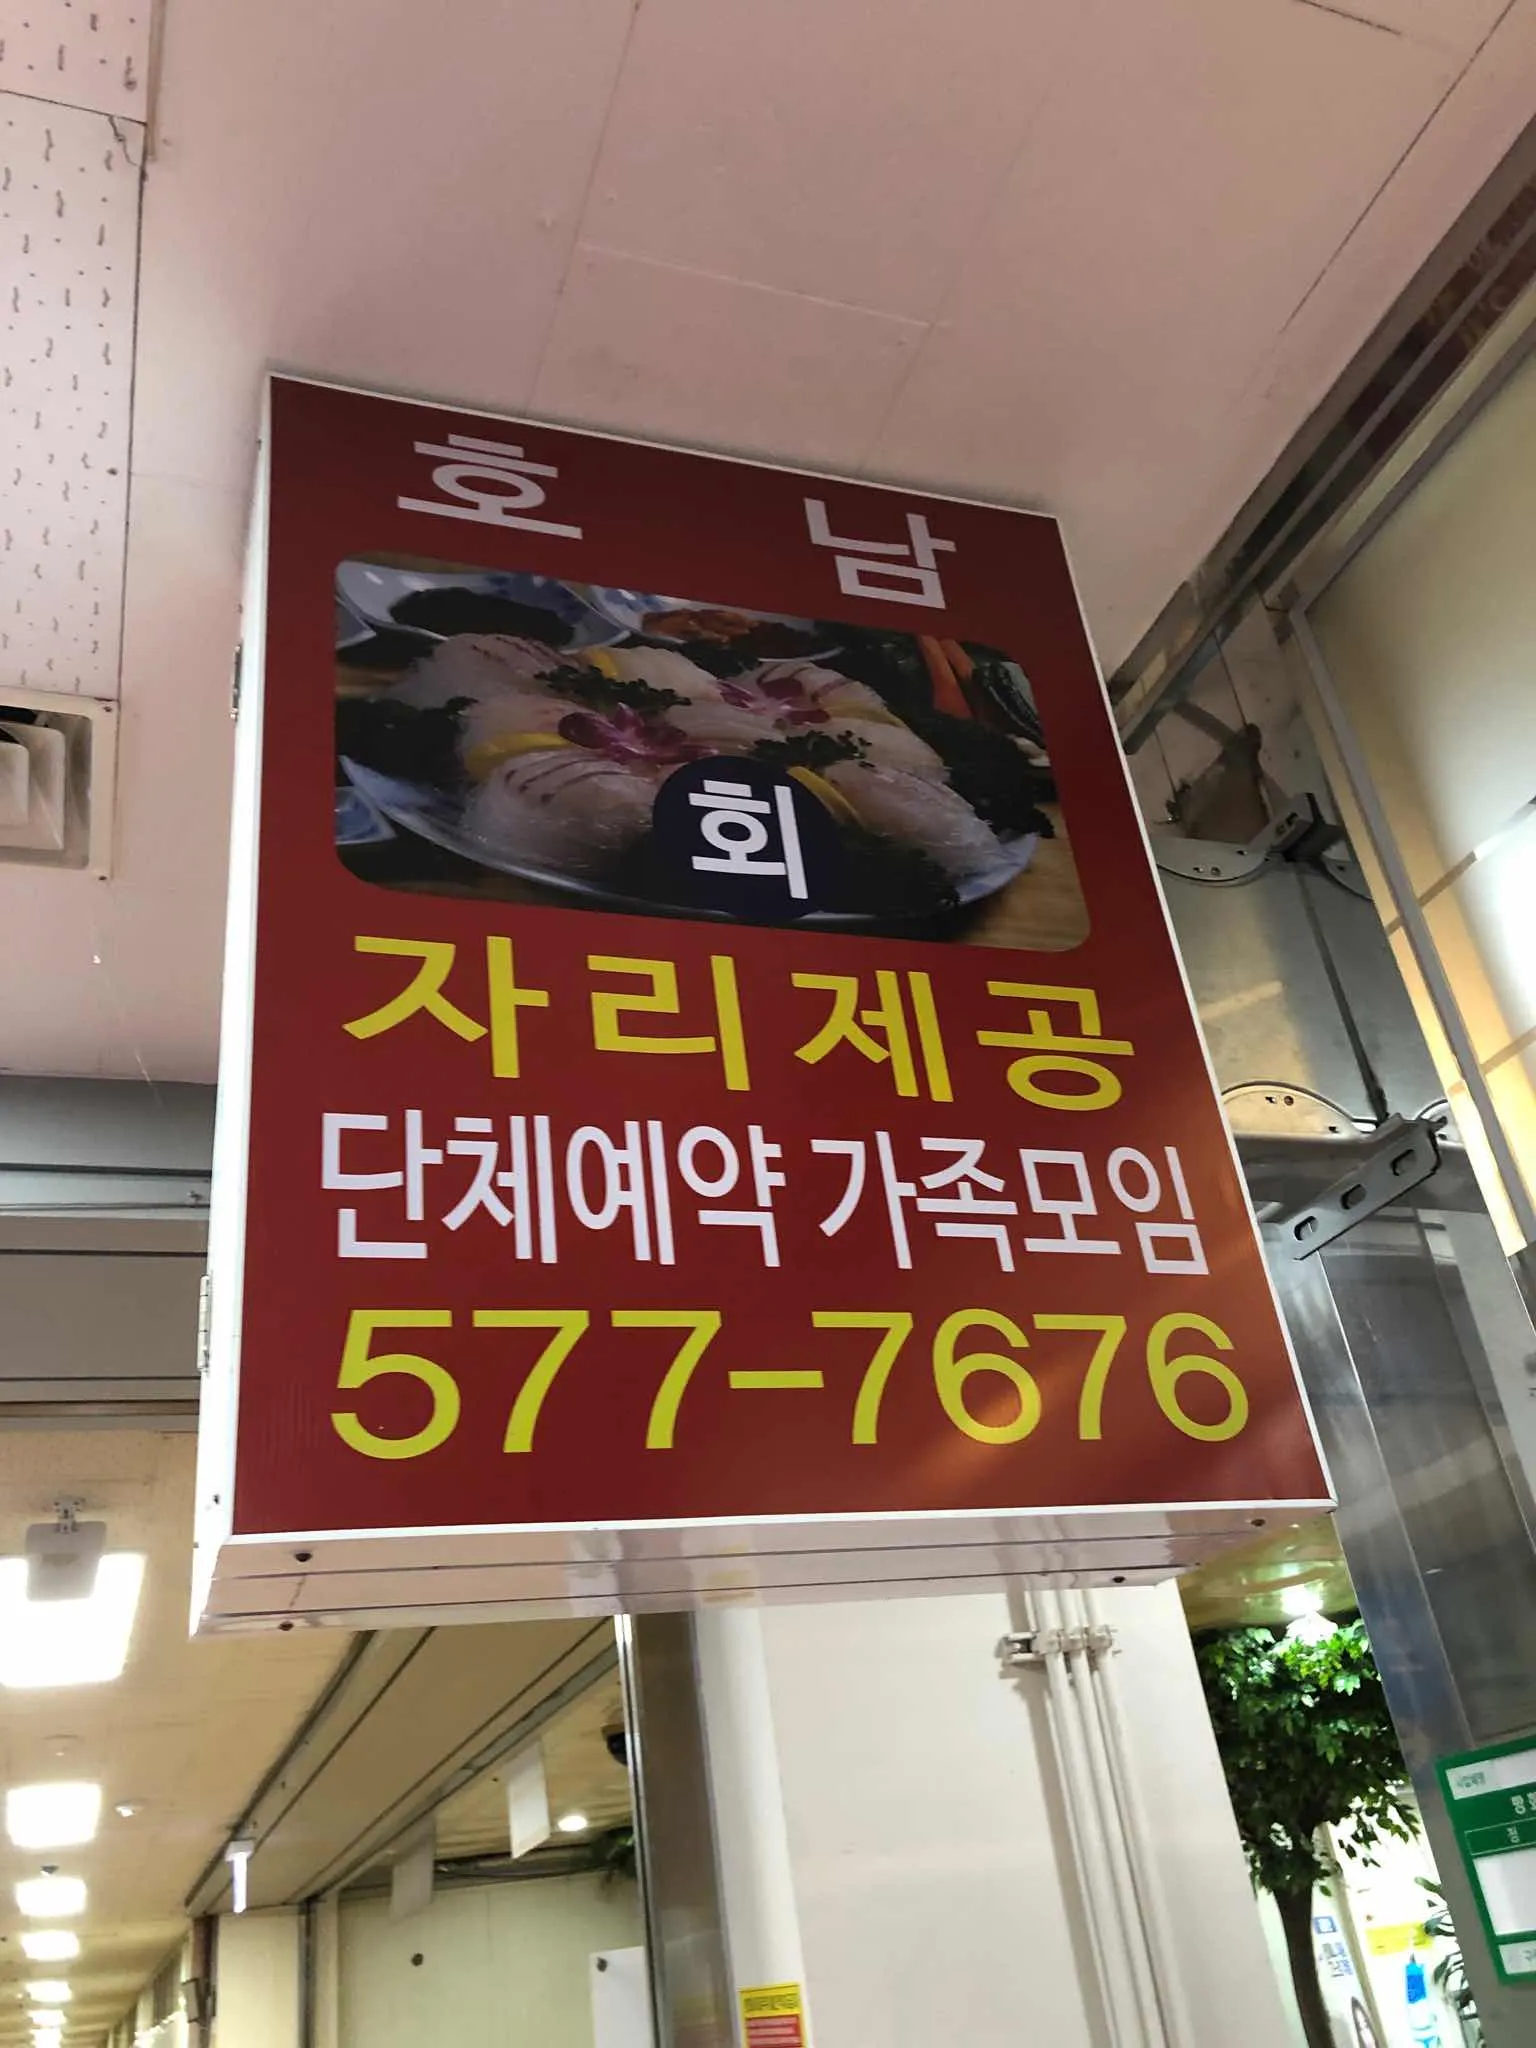 호 남
회
자리제공
단체예약 가족모임
577-7676